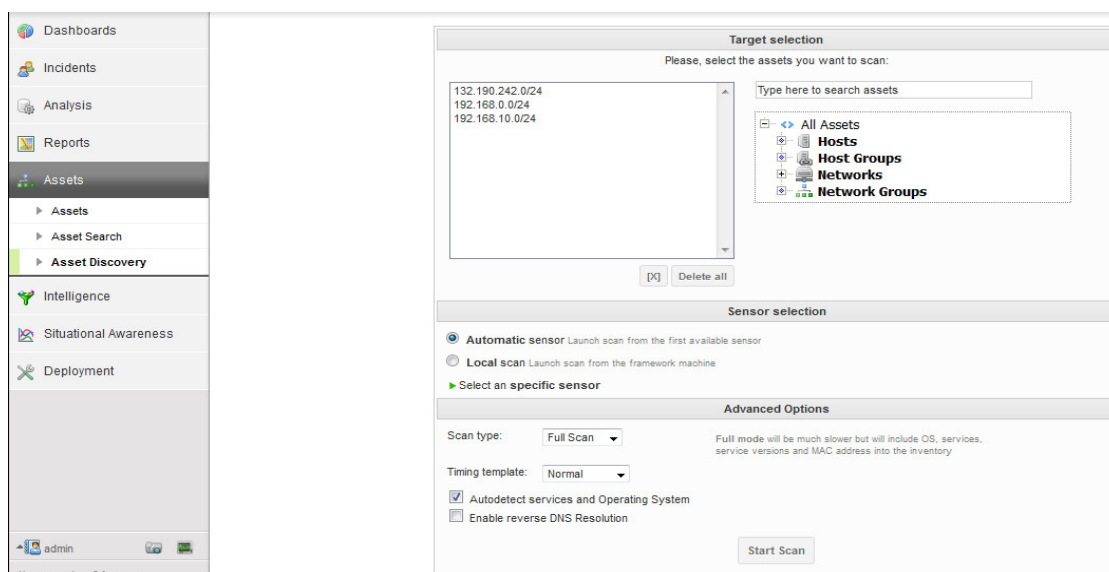 Dashboards
Incidents
Analysis
Reports
Assets
Assets
Asset Search
Asset Discovery
Intelligence
Situational Awareness
Deployment
admin
Target selection
Please, select the assets you want to scan:
132.190.242.0/24
192.168.0.0/24
192.168.10.0/24
[X] Delete all
Type here to search assets
All Assets
Hosts
Host Groups
Networks
Network Groups
Sensor selection
Automatic sensor Launch scan from the first available sensor
Local scan Launch scan from the framework machine
Select an specific sensor
Advanced Options
Scan type: Full Scan
Full mode will be much slower but will include OS, services,
service versions and MAC address into the inventory
Timing template: Normal
Autodetect services and Operating System
Enable reverse DNS Resolution
Start Scan